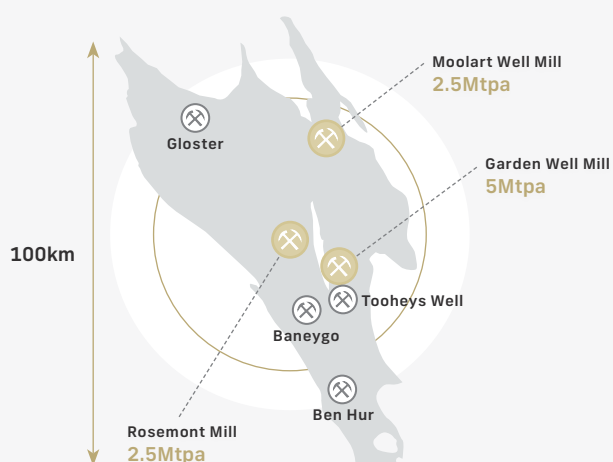 Moolart Well Mill
2.5Mtpa
Gloster
Garden Well Mill
5Mtpa
100km
Tooheys Well
Baneygo
Ben Hur
Rosemont Mill
2.5Mtpa